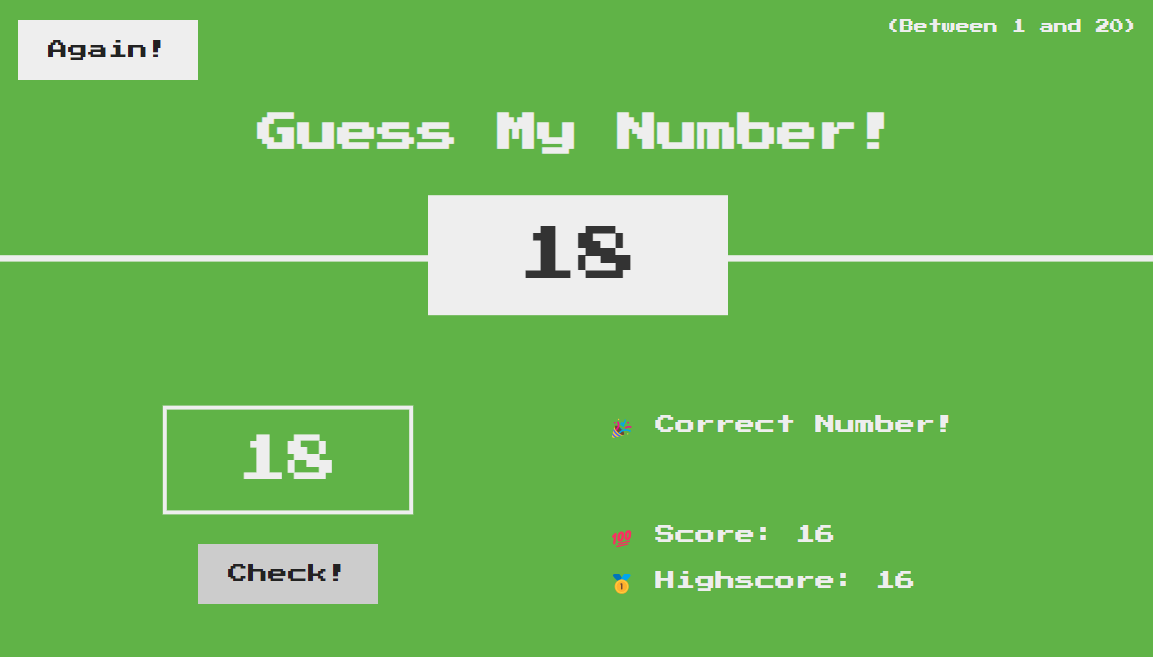 Again!
(Between 1 and 20)
Guess My Number!
18
18
Check!
🎉 Correct Number!
💯 Score: 16
🥇 Highscore: 16